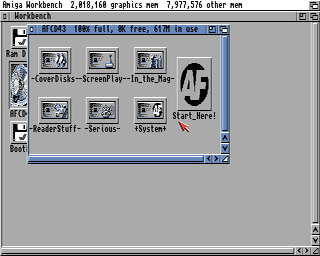 Amiga Workbench  2,018,160 graphics mem  7,977,576 other mem
Workbench
AFCD43  100% full, 0K free, 617M in use
Ram D
-CoverDisks-
-ScreenPlay-
-In_the_Mag-
AF
Start_Here!
AFCD
-ReaderStuff-
-Serious-
+System+
Boot